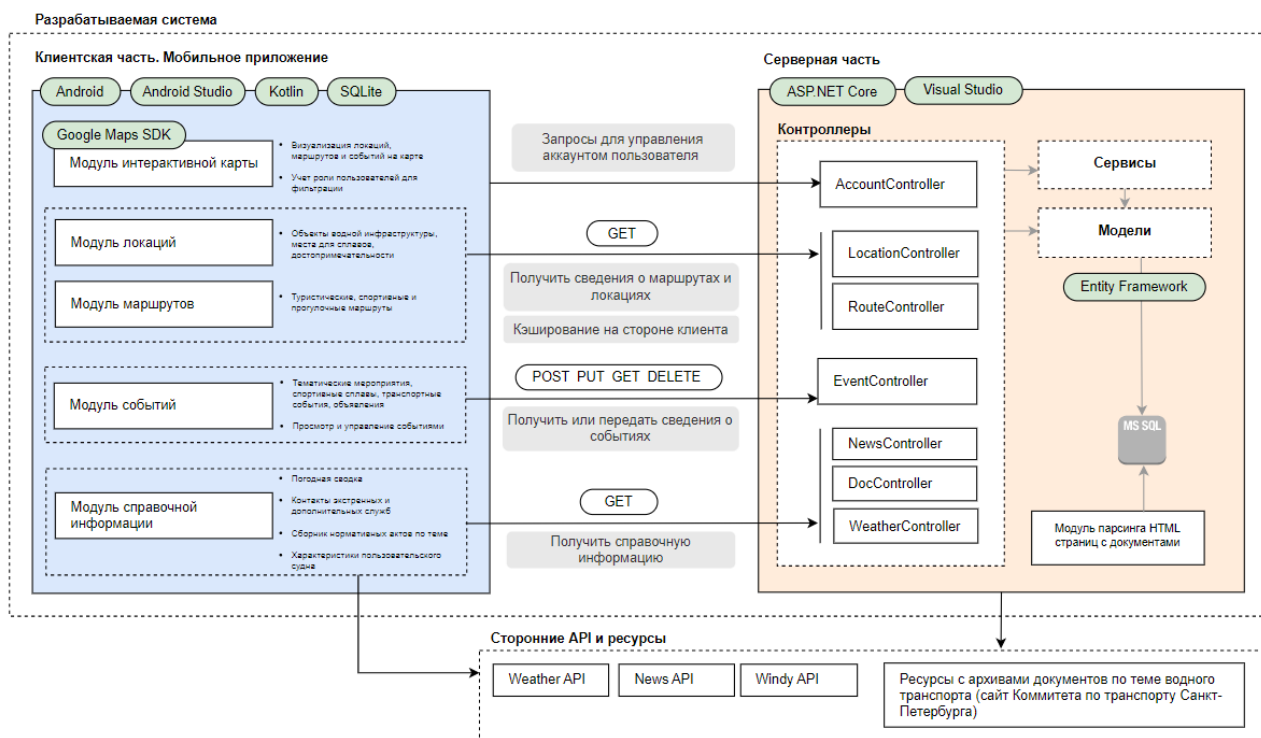 Разрабатываемая система
Клиентская часть. Мобильное приложение
Android
Android Studio
Kotlin
SQLite
Google Maps SDK
Модуль интерактивной карты
• Визуализация локаций,
маршрутов и событий на карте
• Учет роли пользователей для
фильтрации
Модуль локаций
• Объекты водной инфраструктуры,
места для сплавов,
достопримечательности
Модуль маршрутов
• Туристические, спортивные и
прогулочные маршруты
Модуль событий
• Тематические мероприятия,
спортивные сплавы, транспортные
события, объявления
• Просмотр и управление событиями
Модуль справочной
информации
• Погодная сводка
• Контакты экстренных и
дополнительных служб
• Сборник нормативных актов по теме
• Характеристики пользовательского
судна
Запросы для управления
аккаунтом пользователя
GET
Получить сведения о маршрутах и
локациях
Кэширование на стороне клиента
POST PUT GET DELETE
Получить или передать сведения о
событиях
GET
Получить справочную
информацию
Серверная часть
ASP.NET Core
Visual Studio
Контроллеры
AccountController
LocationController
RouteController
EventController
NewsController
DocController
WeatherController
Сервисы
Модели
Entity Framework
MS SQL
Модуль парсинга HTML
страниц с документами
Сторонние API и ресурсы
Weather API
News API
Windy API
Ресурсы с архивами документов по теме водного
транспорта (сайт Коммитета по транспорту Санкт-
Петербурга)